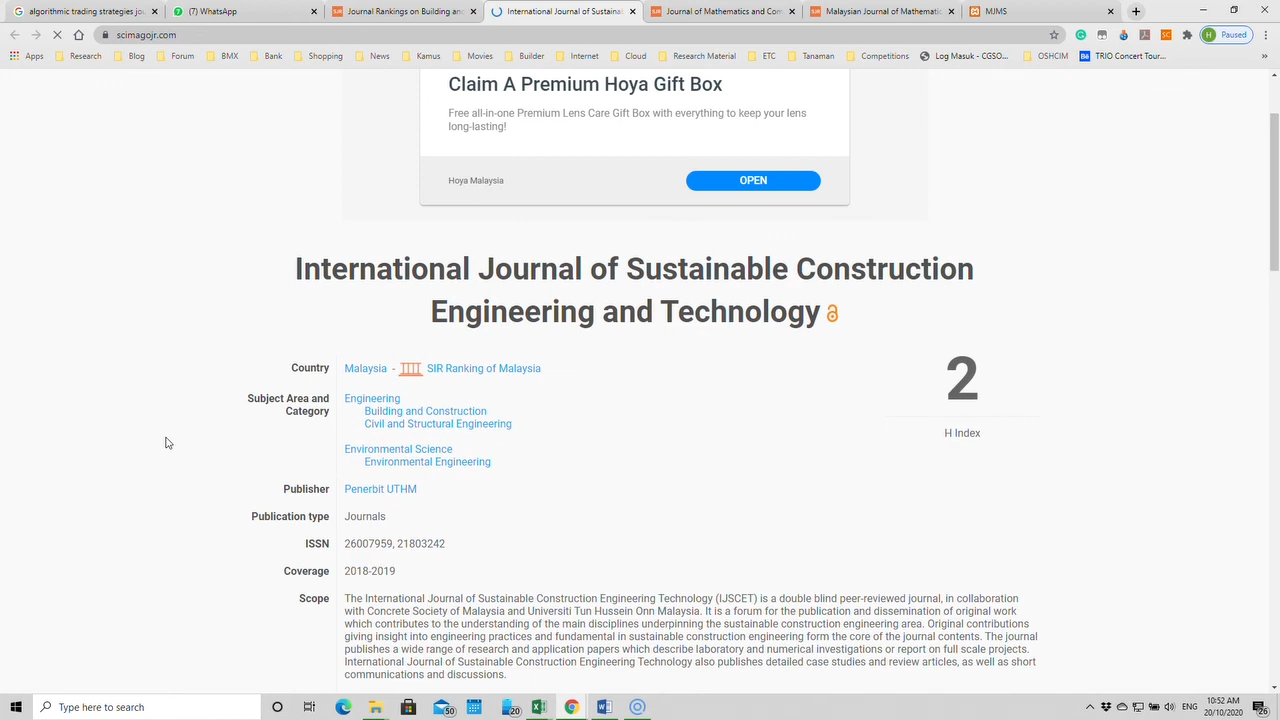 algorithmic trading strategies jou
(7) WhatsApp
Journal Rankings on Building and
International Journal of Sustaina
Journal of Mathematics and Com
Malaysian Journal of Mathematic
MJMS
scimagojr.com
H Paused
Apps Research Blog Forum BMX Bank Shopping News Kamus Movies Builder Internet Cloud Research Material ETC Tanaman Competitions Log Masuk - CGSO... OSHCIM TRIO Concert Tour... »
Claim A Premium Hoya Gift Box
Free all-in-one Premium Lens Care Gift Box with everything to keep your lens
long-lasting!
Hoya Malaysia
OPEN
International Journal of Sustainable Construction
Engineering and Technology
Country Malaysia - SIR Ranking of Malaysia
2
H Index
Subject Area and
Category
Engineering
Building and Construction
Civil and Structural Engineering
Environmental Science
Environmental Engineering
Publisher Penerbit UTHM
Publication type Journals
ISSN 26007959, 21803242
Coverage 2018-2019
Scope The International Journal of Sustainable Construction Engineering Technology (IJSCET) is a double blind peer-reviewed journal, in collaboration
with Concrete Society of Malaysia and Universiti Tun Hussein Onn Malaysia. It is a forum for the publication and dissemination of original work
which contributes to the understanding of the main disciplines underpinning the sustainable construction engineering area. Original contributions
giving insight into engineering practices and fundamental in sustainable construction engineering form the core of the journal contents. The journal
publishes a wide range of research and application papers which describe laboratory and numerical investigations or report on full scale projects.
International Journal of Sustainable Construction Engineering Technology also publishes detailed case studies and review articles, as well as short
communications and discussions.
Type here to search
50
20
ENG
10:52 AM
20/10/2020
26